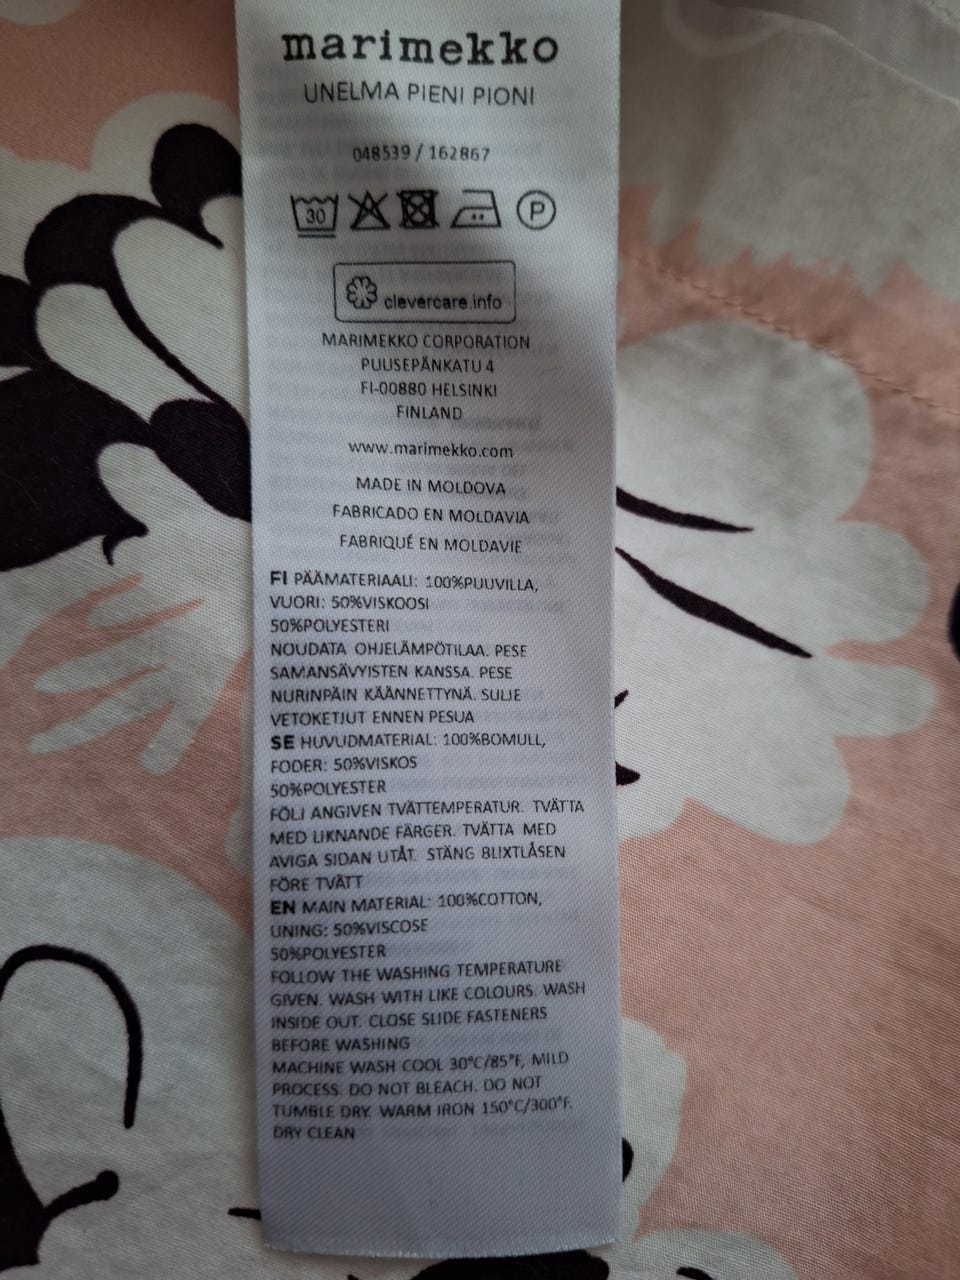 marimekko
UNELMA PIENI PIONI
048539 / 162867
30 P
clevercare.info
MARIMEKKO CORPORATION
PUUSEPÄNKATU 4
FI-00880 HELSINKI
FINLAND
www.marimekko.com
MADE IN MOLDOVA
FABRICADO EN MOLDAVIA
FABRIQUÉ EN MOLDAVIE
FI PÄÄMATERIAALI: 100%PUUVILLA,
VUORI: 50%VISKOOSI
50%POLYESTERI
NOUDATA OHJELÄMPÖTILAA. PESE
SAMANSÄVYISTEN KANSSA. PESE
NURINPÄIN KÄÄNNETTYNÄ. SULJE
VETOKETJUT ENNEN PESUA
SE HUVUDMATERIAL: 100%BOMULL,
FODER: 50%VISKOS
50%POLYESTER
FÖLJ ANGIVEN TVÄTTEMPERATUR. TVÄTTA
MED LIKNANDE FÄRGER. TVÄTTA MED
AVIGA SIDAN UTÅT. STÄNG BLIXTLÅSEN
FÖRE TVÄTT
EN MAIN MATERIAL: 100%COTTON,
LINING: 50%VISCOSE
50%POLYESTER
FOLLOW THE WASHING TEMPERATURE
GIVEN. WASH WITH LIKE COLOURS. WASH
INSIDE OUT. CLOSE SLIDE FASTENERS
BEFORE WASHING
MACHINE WASH COOL 30°C/85°F, MILD
PROCESS. DO NOT BLEACH. DO NOT
TUMBLE DRY. WARM IRON 150°C/300°F.
DRY CLEAN